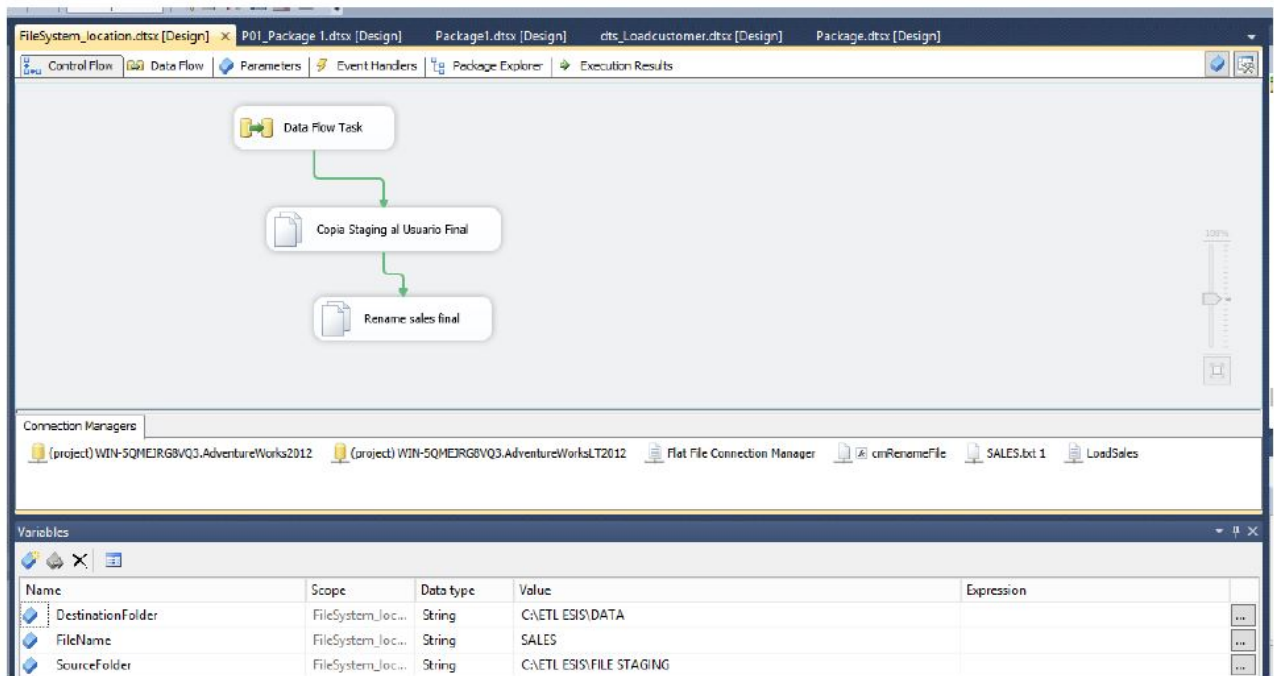 FileSystem_location.dtsx [Design] P01_Package 1.dtsx [Design] Package1.dtsx [Design] dts_Loadcustomer.dtsx [Design] Package.dtsx [Design]
Control Flow Data Flow Parameters Event Handlers Package Explorer Execution Results
Data Flow Task
Copia Staging al Usuario Final
100%
Rename sales final
Connection Managers
(project) WIN-5QMEJRG8VQ3.AdventureWorks2012 (project) WIN-5QMEJRG8VQ3.AdventureWorksLT2012 Flat File Connection Manager cmRenameFile SALES.txt 1 LoadSales
Variables
Name Scope Data type Value Expression
DestinationFolder FileSystem_loc... String C:\ETL ESIS\DATA ...
FileName FileSystem_loc... String SALES ...
SourceFolder FileSystem_loc... String C:\ETL ESIS\FILE STAGING ...